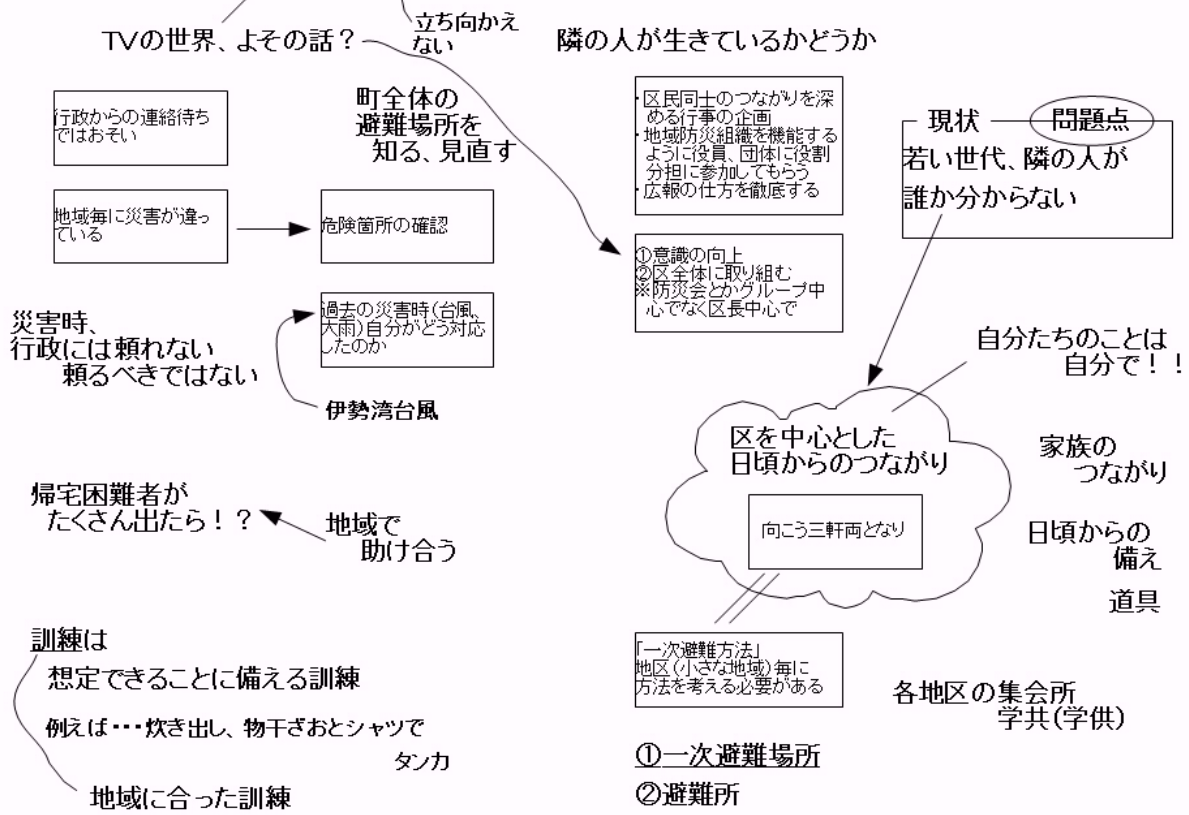 立ち向かえ
ない
TVの世界、よその話？
隣の人が生きているかどうか
行政からの連絡待ち
ではおそい
町全体の
避難場所を
知る、見直す
・区民同士のつながりを深
める行事の企画
・地域防災組織を機能する
ように役員、団体に役割
分担に参加してもらう
・広報の仕方を徹底する
現状
問題点
若い世代、隣の人が
誰か分からない
地域毎に災害が違っ
ている
危険箇所の確認
①意識の向上
②区全体に取り組む
※防災会とかグループ中
心でなく区長中心で
災害時、
行政には頼れない
頼るべきではない
過去の災害時（台風、
大雨）自分がどう対応
したのか
伊勢湾台風
自分たちのことは
自分で！！
区を中心とした
日頃からのつながり
向こう三軒両となり
家族の
つながり
日頃からの
備え
道具
帰宅困難者が
たくさん出たら！？
地域で
助け合う
訓練は
想定できることに備える訓練
例えば・・・炊き出し、物干ざおとシャツで
タンカ
地域に合った訓練
「一次避難方法」
地区（小さな地域）毎に
方法を考える必要がある
各地区の集会所
学共（学供）
①一次避難場所
②避難所